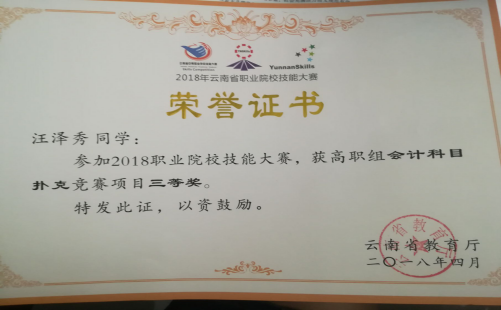 YunnanSkills
2018年云南省职业院校技能大赛
荣誉证书
汪泽秀同学：
参加2018职业院校技能大赛，获高职组会计科目
扑克竞赛项目三等奖。
特发此证，以资鼓励。
云南省教育厅
二〇一八年四月